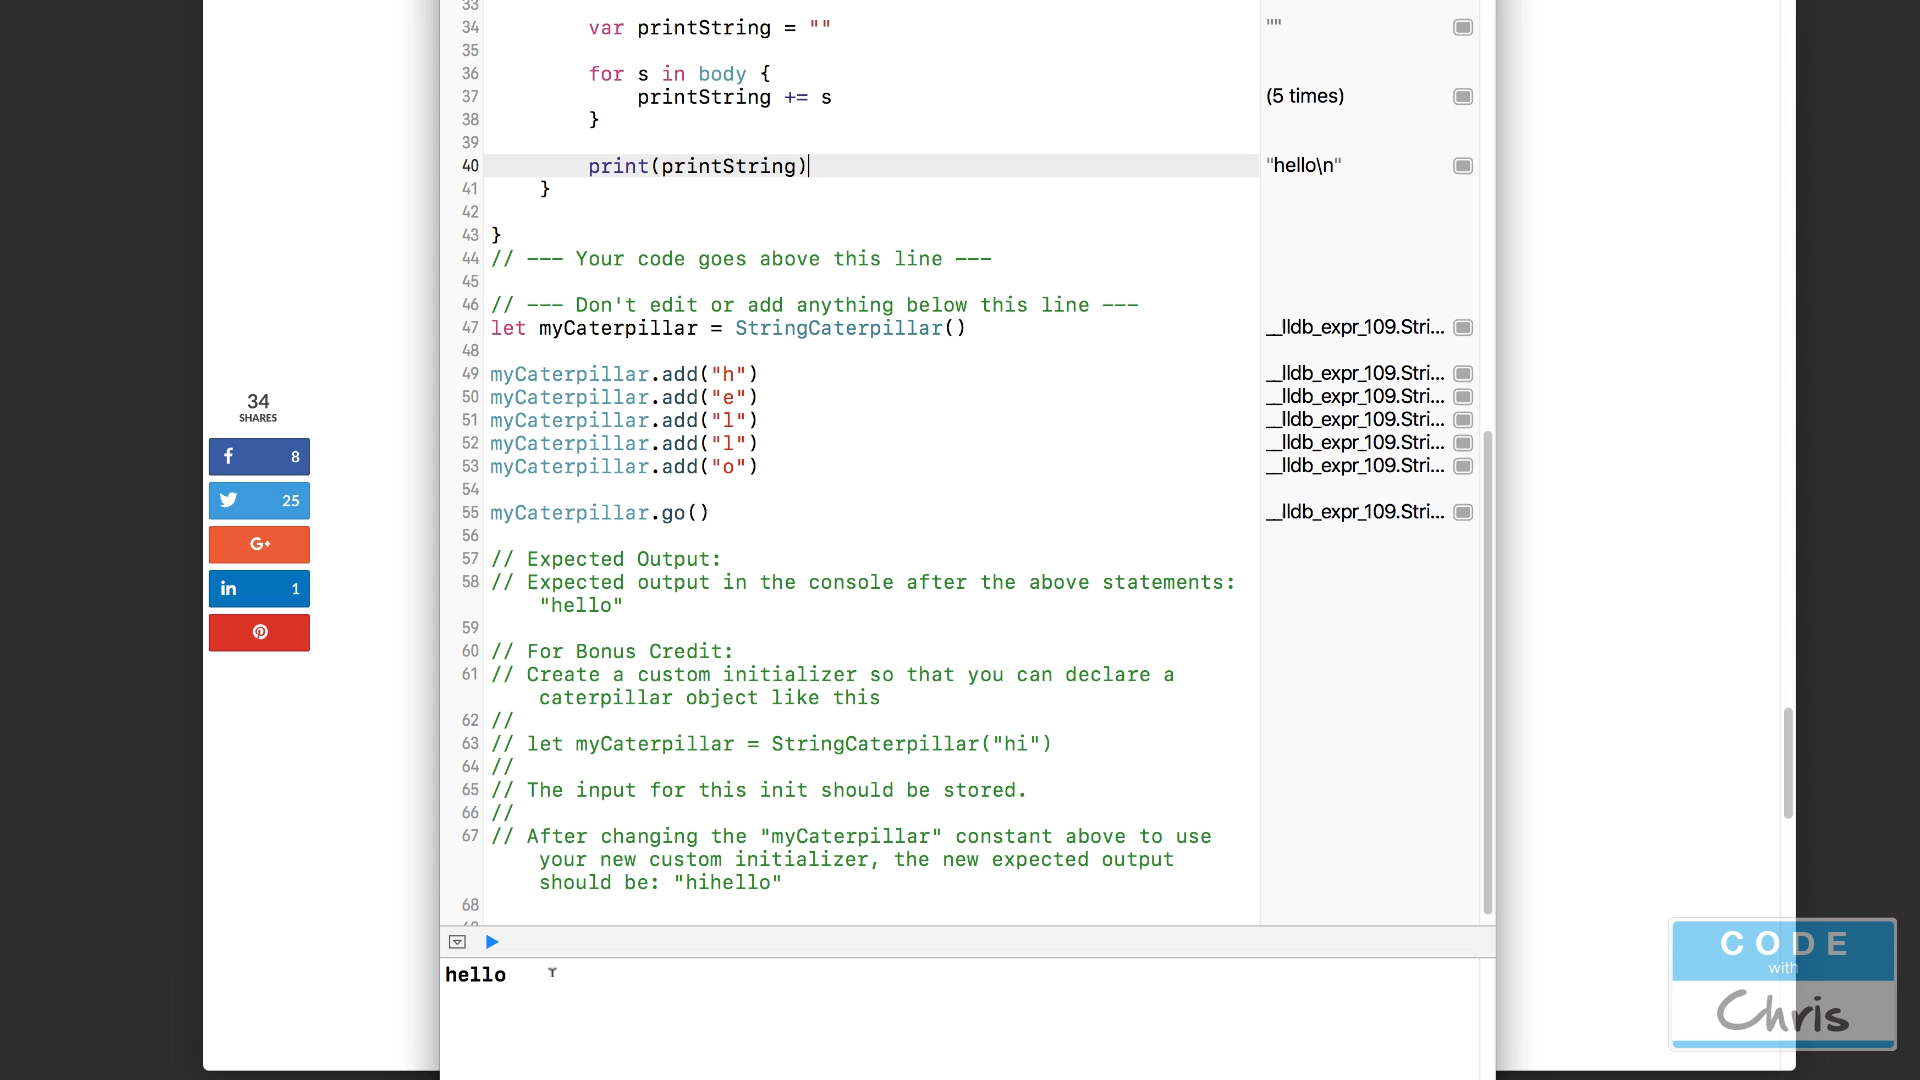 33
34 var printString = "" ""
35
36 for s in body {
37 printString += s (5 times)
38 }
39
40 print(printString) "hello\n"
41 }
42
43 }
44 // --- Your code goes above this line ---
45
46 // --- Don't edit or add anything below this line ---
47 let myCaterpillar = StringCaterpillar() __lldb_expr_109.Stri...
48
49 myCaterpillar.add("h") __lldb_expr_109.Stri...
50 myCaterpillar.add("e") __lldb_expr_109.Stri...
51 myCaterpillar.add("l") __lldb_expr_109.Stri...
52 myCaterpillar.add("l") __lldb_expr_109.Stri...
53 myCaterpillar.add("o") __lldb_expr_109.Stri...
54
55 myCaterpillar.go() __lldb_expr_109.Stri...
56
57 // Expected Output:
58 // Expected output in the console after the above statements:
"hello"
59
60 // For Bonus Credit:
61 // Create a custom initializer so that you can declare a
caterpillar object like this
62 //
63 // let myCaterpillar = StringCaterpillar("hi")
64 //
65 // The input for this init should be stored.
66 //
67 // After changing the "myCaterpillar" constant above to use
your new custom initializer, the new expected output
should be: "hihello"
68
hello
34
SHARES
f 8
25
G+
in 1
CODE
with
Chris